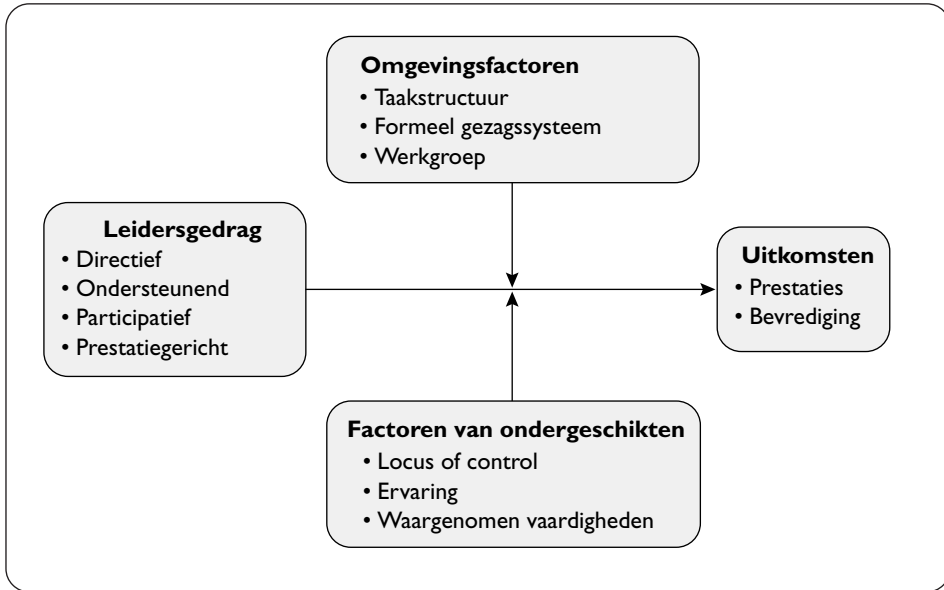 Omgevingsfactoren
• Taakstructuur
• Formeel gezagssysteem
• Werkgroep
Leidersgedrag
• Directief
• Ondersteunend
• Participatief
• Prestatiegericht
Uitkomsten
• Prestaties
• Bevrediging
Factoren van ondergeschikten
• Locus of control
• Ervaring
• Waargenomen vaardigheden